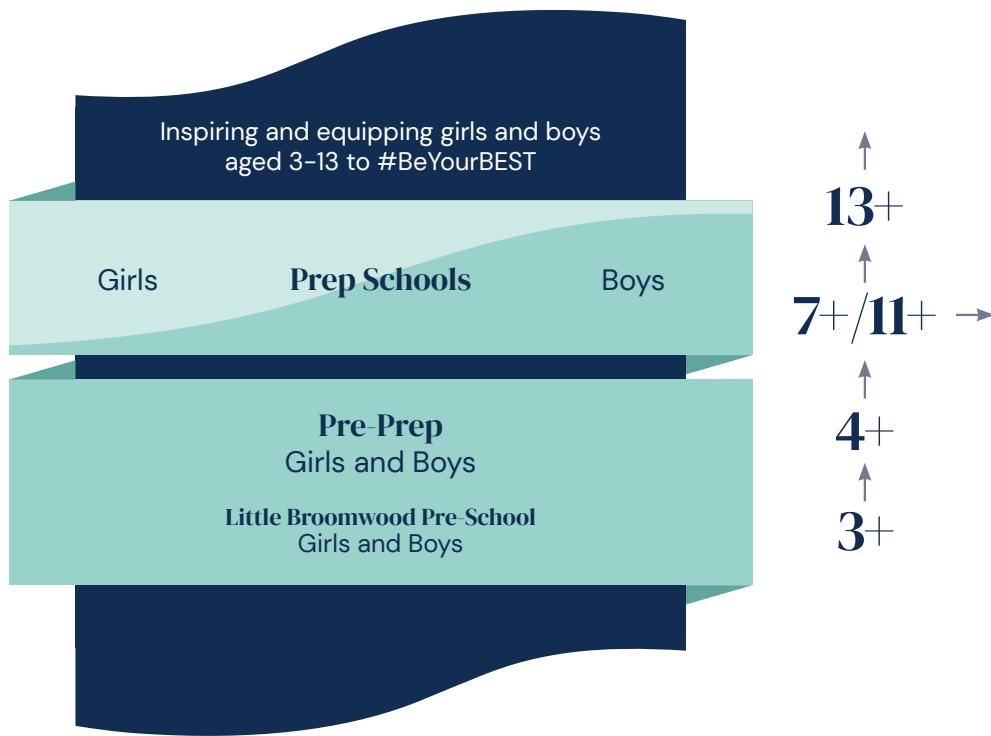 Inspiring and equipping girls and boys
aged 3-13 to #BeYourBEST
Girls Prep Schools Boys
Pre-Prep
Girls and Boys
Little Broomwood Pre-School
Girls and Boys
13+
7+/11+
4+
3+